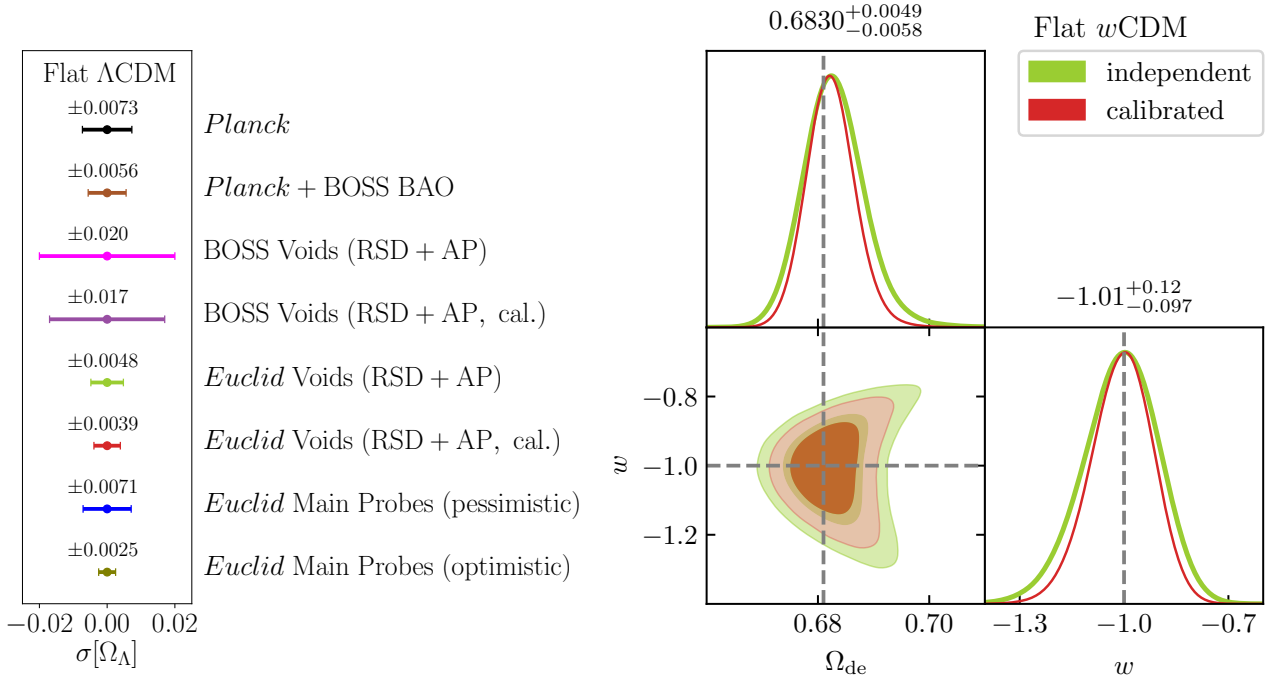 Flat ΛCDM
±0.0073
Planck
±0.0056
Planck + BOSS BAO
±0.020
BOSS Voids (RSD + AP)
±0.017
BOSS Voids (RSD + AP, cal.)
±0.0048
Euclid Voids (RSD + AP)
±0.0039
Euclid Voids (RSD + AP, cal.)
±0.0071
Euclid Main Probes (pessimistic)
±0.0025
Euclid Main Probes (optimistic)
−0.02 0.00 0.02
σ[Ω_Λ]
0.6830^{+0.0049}_{−0.0058}
Flat wCDM
independent
calibrated
−1.01^{+0.12}_{−0.097}
−0.8
−1.0
−1.2
w
0.68 0.70
Ω_de
−1.3 −1.0 −0.7
w